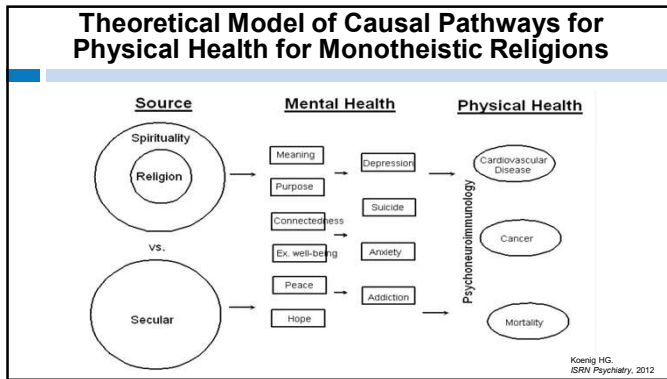 Theoretical Model of Causal Pathways for
Physical Health for Monotheistic Religions
Source
Mental Health
Physical Health
Spirituality
Religion
vs.
Secular
Meaning
Purpose
Connectedness
Ex. well-being
Peace
Hope
Depression
Suicide
Anxiety
Addiction
Psychoneuroimmunology
Cardiovascular
Disease
Cancer
Mortality
Koenig HG.
ISRN Psychiatry, 2012